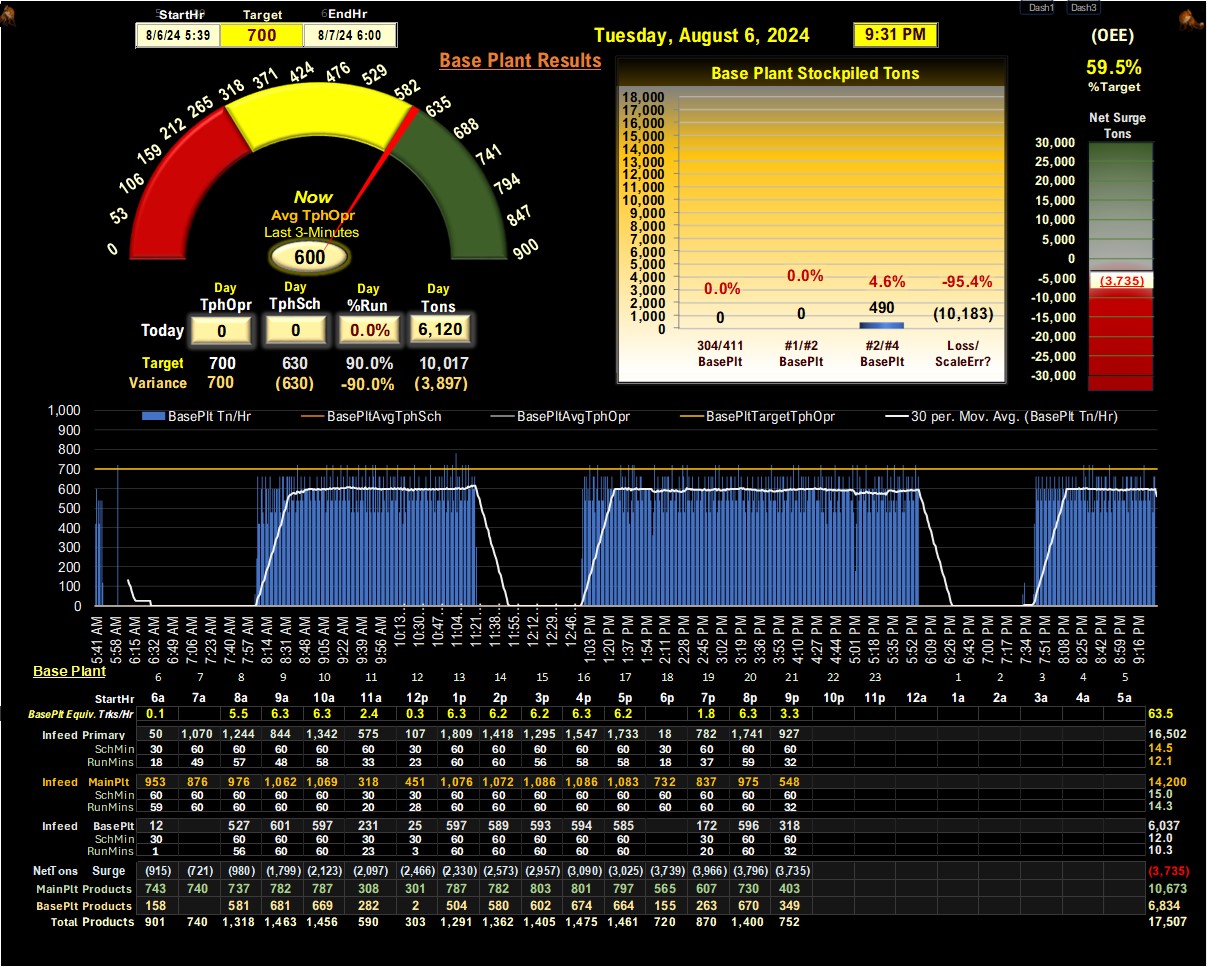 Dash1 Dash3
StartHr Target EndHr
8/6/24 5:39 700 8/7/24 6:00
Tuesday, August 6, 2024 9:31 PM
(OEE)
59.5%
%Target
Base Plant Results
0 53 106 159 212 265 318 371 424 476 529 582 635 688 741 794 847 900
Now
Avg TphOpr
Last 3-Minutes
600
Day Day Day Day
TphOpr TphSch %Run Tons
Today 0 0 0.0% 6,120
Target 700 630 90.0% 10,017
Variance 700 (630) -90.0% (3,897)
Base Plant Stockpiled Tons
18,000
17,000
16,000
15,000
14,000
13,000
12,000
11,000
10,000
9,000
8,000
7,000
6,000
5,000
4,000
3,000
2,000
1,000
0
0.0% 0.0% 4.6% -95.4%
0 0 490 (10,183)
304/411 #1/#2 #2/#4 Loss/
BasePlt BasePlt BasePlt ScaleErr?
Net Surge
Tons
30,000
25,000
20,000
15,000
10,000
5,000
0
-5,000
-10,000
-15,000
-20,000
-25,000
-30,000
(3,735)
BasePlt Tn/Hr BasePltAvgTphSch BasePltAvgTphOpr BasePltTargetTphOpr 30 per. Mov. Avg. (BasePlt Tn/Hr)
1,000
900
800
700
600
500
400
300
200
100
0
5:41 AM 5:58 AM 6:15 AM 6:32 AM 6:49 AM 7:06 AM 7:23 AM 7:40 AM 7:57 AM 8:14 AM 8:31 AM 8:48 AM 9:05 AM 9:22 AM 9:39 AM 9:56 AM 10:13... 10:30... 10:47... 11:04... 11:21... 11:38... 11:55... 12:12... 12:29... 12:46... 1:03 PM 1:20 PM 1:37 PM 1:54 PM 2:11 PM 2:28 PM 2:45 PM 3:02 PM 3:19 PM 3:36 PM 3:53 PM 4:10 PM 4:27 PM 4:44 PM 5:01 PM 5:18 PM 5:35 PM 5:52 PM 6:09 PM 6:26 PM 6:43 PM 7:00 PM 7:17 PM 7:34 PM 7:51 PM 8:08 PM 8:25 PM 8:42 PM 8:59 PM 9:16 PM
Base Plant
6 7 8 9 10 11 12 13 14 15 16 17 18 19 20 21 22 23 1 2 3 4 5
StartHr 6a 7a 8a 9a 10a 11a 12p 1p 2p 3p 4p 5p 6p 7p 8p 9p 10p 11p 12a 1a 2a 3a 4a 5a
BasePlt Equiv. Trks/Hr 0.1 5.5 6.3 6.3 2.4 0.3 6.3 6.2 6.2 6.3 6.2 1.8 6.3 3.3 63.5
Infeed Primary 50 1,070 1,244 844 1,342 575 107 1,809 1,418 1,295 1,547 1,733 18 782 1,741 927 16,502
SchMin 30 60 60 60 60 30 30 60 60 60 60 60 30 60 60 60 14.5
RunMins 18 49 57 48 58 33 23 60 60 56 58 58 18 37 59 32 12.1
Infeed MainPlt 953 876 976 1,062 1,069 318 451 1,076 1,072 1,086 1,086 1,083 732 837 975 548 14,200
SchMin 60 60 60 60 60 30 30 60 60 60 60 60 60 60 60 60 15.0
RunMins 59 60 60 60 60 20 28 60 60 60 60 60 60 60 60 32 14.3
Infeed BasePlt 12 527 601 597 231 25 597 589 593 594 585 172 596 318 6,037
SchMin 30 60 60 60 30 30 60 60 60 60 60 60 60 60 12.0
RunMins 1 56 60 60 23 3 60 60 60 60 60 20 60 32 10.3
NetTons Surge (915) (721) (980) (1,799) (2,123) (2,097) (2,466) (2,330) (2,573) (2,957) (3,090) (3,025) (3,739) (3,966) (3,796) (3,735) (3,735)
MainPlt Products 743 740 737 782 787 308 301 787 782 803 801 797 565 607 730 403 10,673
BasePlt Products 158 581 681 669 282 2 504 580 602 674 664 155 263 670 349 6,834
Total Products 901 740 1,318 1,463 1,456 590 303 1,291 1,362 1,405 1,475 1,461 720 870 1,400 752 17,507